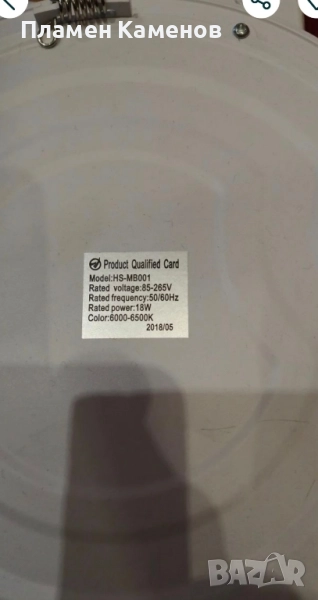 Пламен Каменов
Product Qualified Card
Model:HS-MB001
Rated voltage:85-265V
Rated frequency:50/60Hz
Rated power:18W
Color:6000-6500K
2018/05
BAZAR